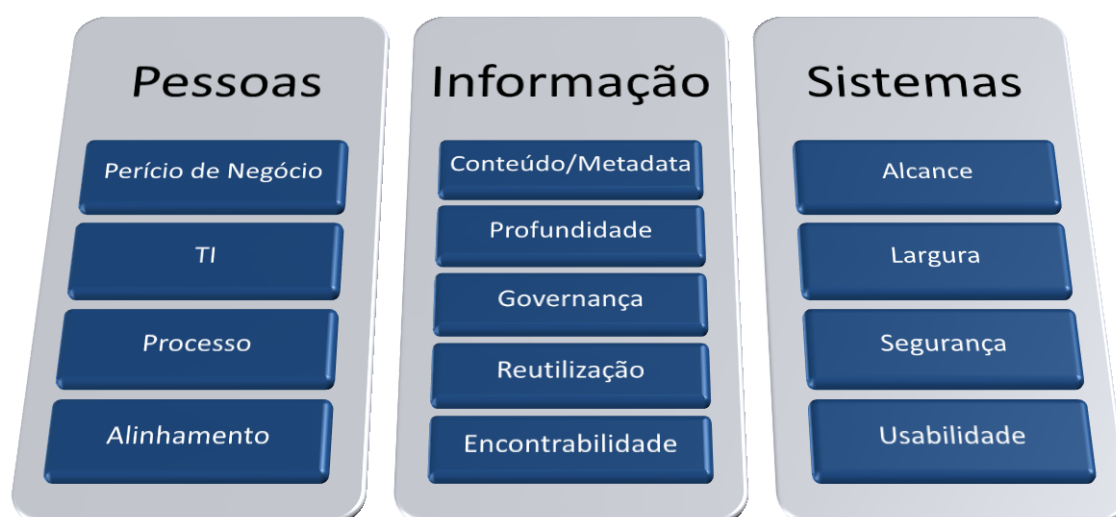 Pessoas
Perício de Negócio
TI
Processo
Alinhamento
Informação
Conteúdo/Metadata
Profundidade
Governança
Reutilização
Encontrabilidade
Sistemas
Alcance
Largura
Segurança
Usabilidade